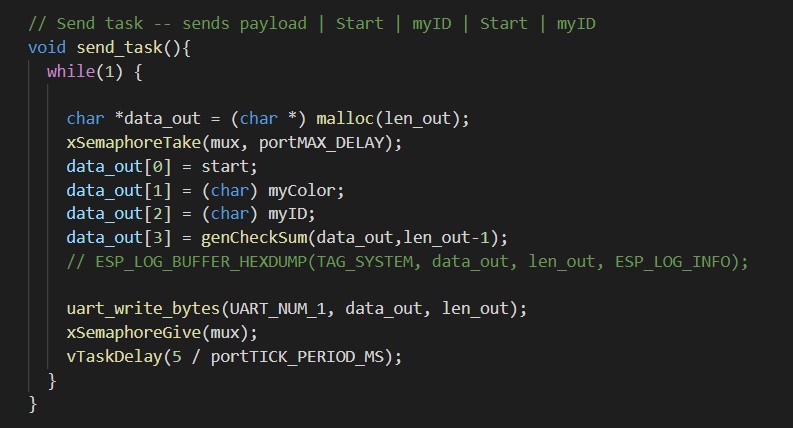 // Send task -- sends payload | Start | myID | Start | myID
void send_task(){
while(1) {
char *data_out = (char *) malloc(len_out);
xSemaphoreTake(mux, portMAX_DELAY);
data_out[0] = start;
data_out[1] = (char) myColor;
data_out[2] = (char) myID;
data_out[3] = genCheckSum(data_out,len_out-1);
// ESP_LOG_BUFFER_HEXDUMP(TAG_SYSTEM, data_out, len_out, ESP_LOG_INFO);
uart_write_bytes(UART_NUM_1, data_out, len_out);
xSemaphoreGive(mux);
vTaskDelay(5 / portTICK_PERIOD_MS);
}
}